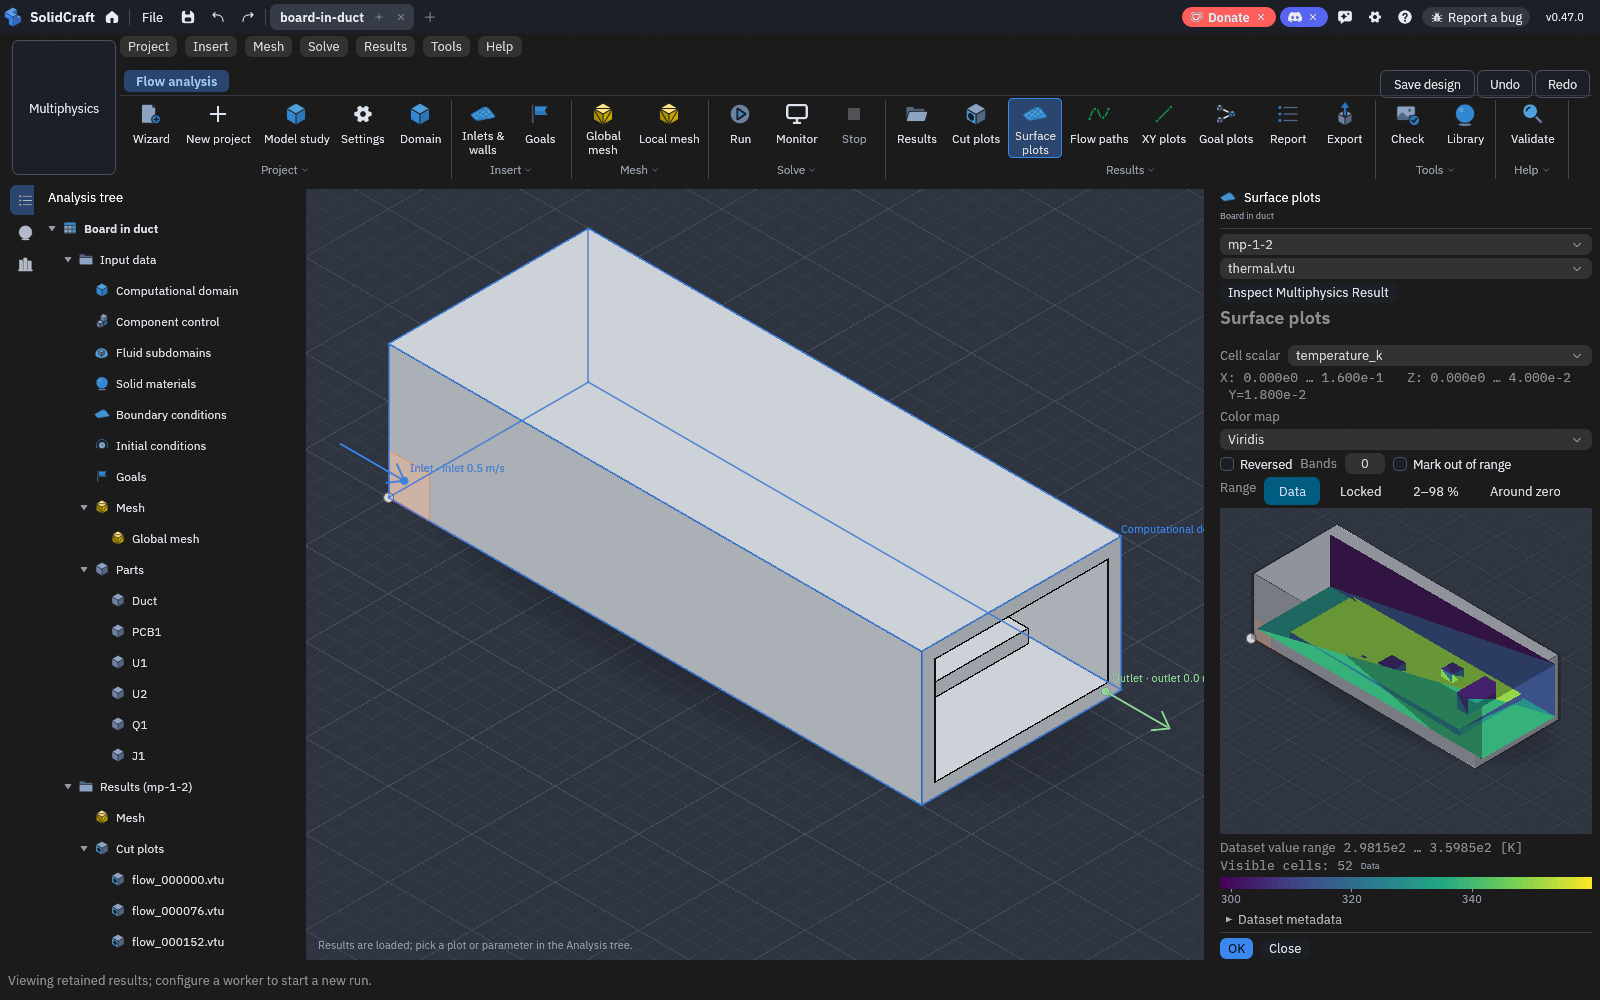 SolidCraft
File
board-in-duct
Donate
Report a bug
v0.47.0
Multiphysics
Project
Insert
Mesh
Solve
Results
Tools
Help
Flow analysis
Save design
Undo
Redo
Wizard
New project
Model study
Settings
Domain
Inlets &
walls
Goals
Global
mesh
Local mesh
Run
Monitor
Stop
Results
Cut plots
Surface
plots
Flow paths
XY plots
Goal plots
Report
Export
Check
Library
Validate
Project
Insert
Mesh
Solve
Results
Tools
Help
Analysis tree
Board in duct
Input data
Computational domain
Component control
Fluid subdomains
Solid materials
Boundary conditions
Initial conditions
Goals
Mesh
Global mesh
Parts
Duct
PCB1
U1
U2
Q1
J1
Results (mp-1-2)
Mesh
Cut plots
flow_000000.vtu
flow_000076.vtu
flow_000152.vtu
Inlet · inlet 0.5 m/s
Computational d
Outlet · outlet 0.0
Results are loaded; pick a plot or parameter in the Analysis tree.
Surface plots
Board in duct
mp-1-2
thermal.vtu
Inspect Multiphysics Result
Surface plots
Cell scalar temperature_k
X: 0.000e0 … 1.600e-1 Z: 0.000e0 … 4.000e-2
Y=1.800e-2
Color map
Viridis
Reversed Bands 0 Mark out of range
Range Data Locked 2–98 % Around zero
Dataset value range 2.9815e2 … 3.5985e2 [K]
Visible cells: 52 Data
300 320 340
Dataset metadata
OK Close
Viewing retained results; configure a worker to start a new run.